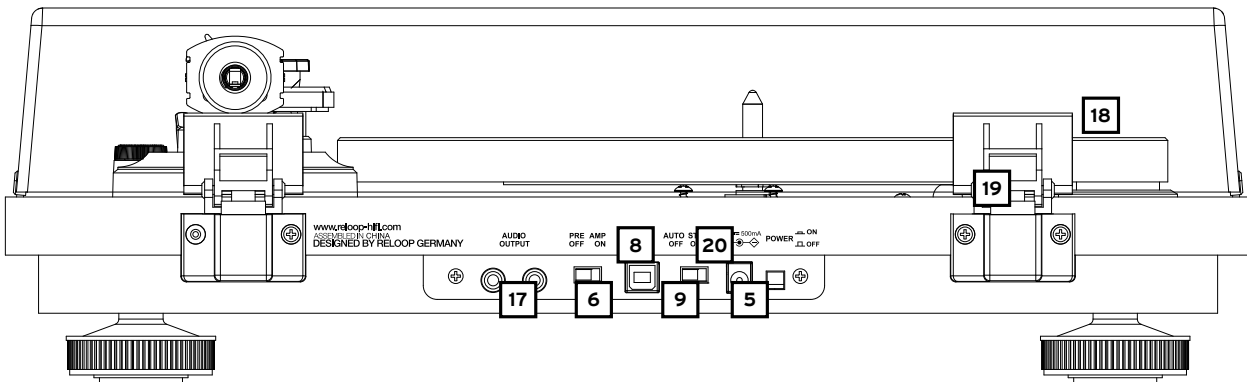 18
19
www.reloop-hifi.com
ASSEMBLED IN CHINA
DESIGNED BY RELOOP GERMANY
AUDIO
OUTPUT
PRE AMP
OFF ON
8
AUTO ST
OFF O
20
500mA
POWER
ON
OFF
17
6
9
5